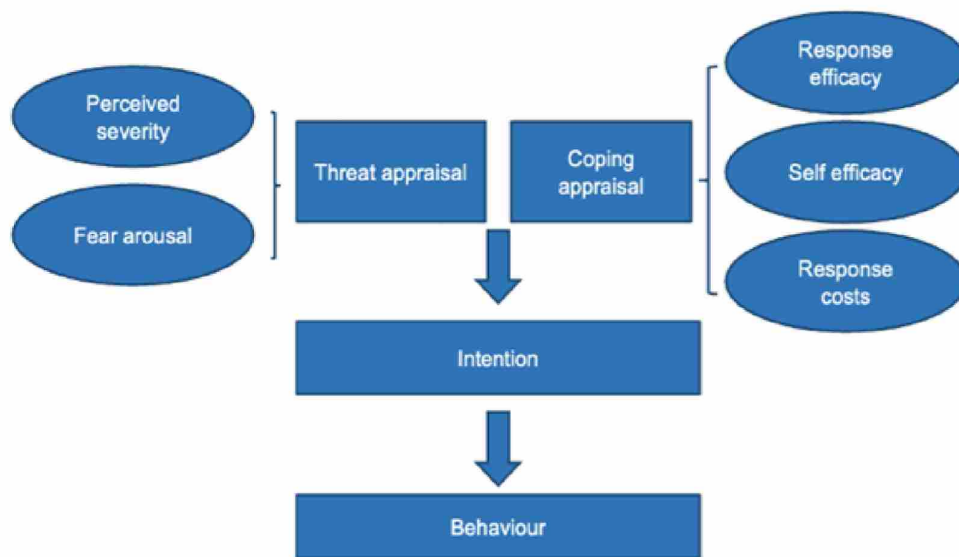 Perceived
severity
Fear arousal
Threat appraisal
Coping
appraisal
Response
efficacy
Self efficacy
Response
costs
Intention
Behaviour